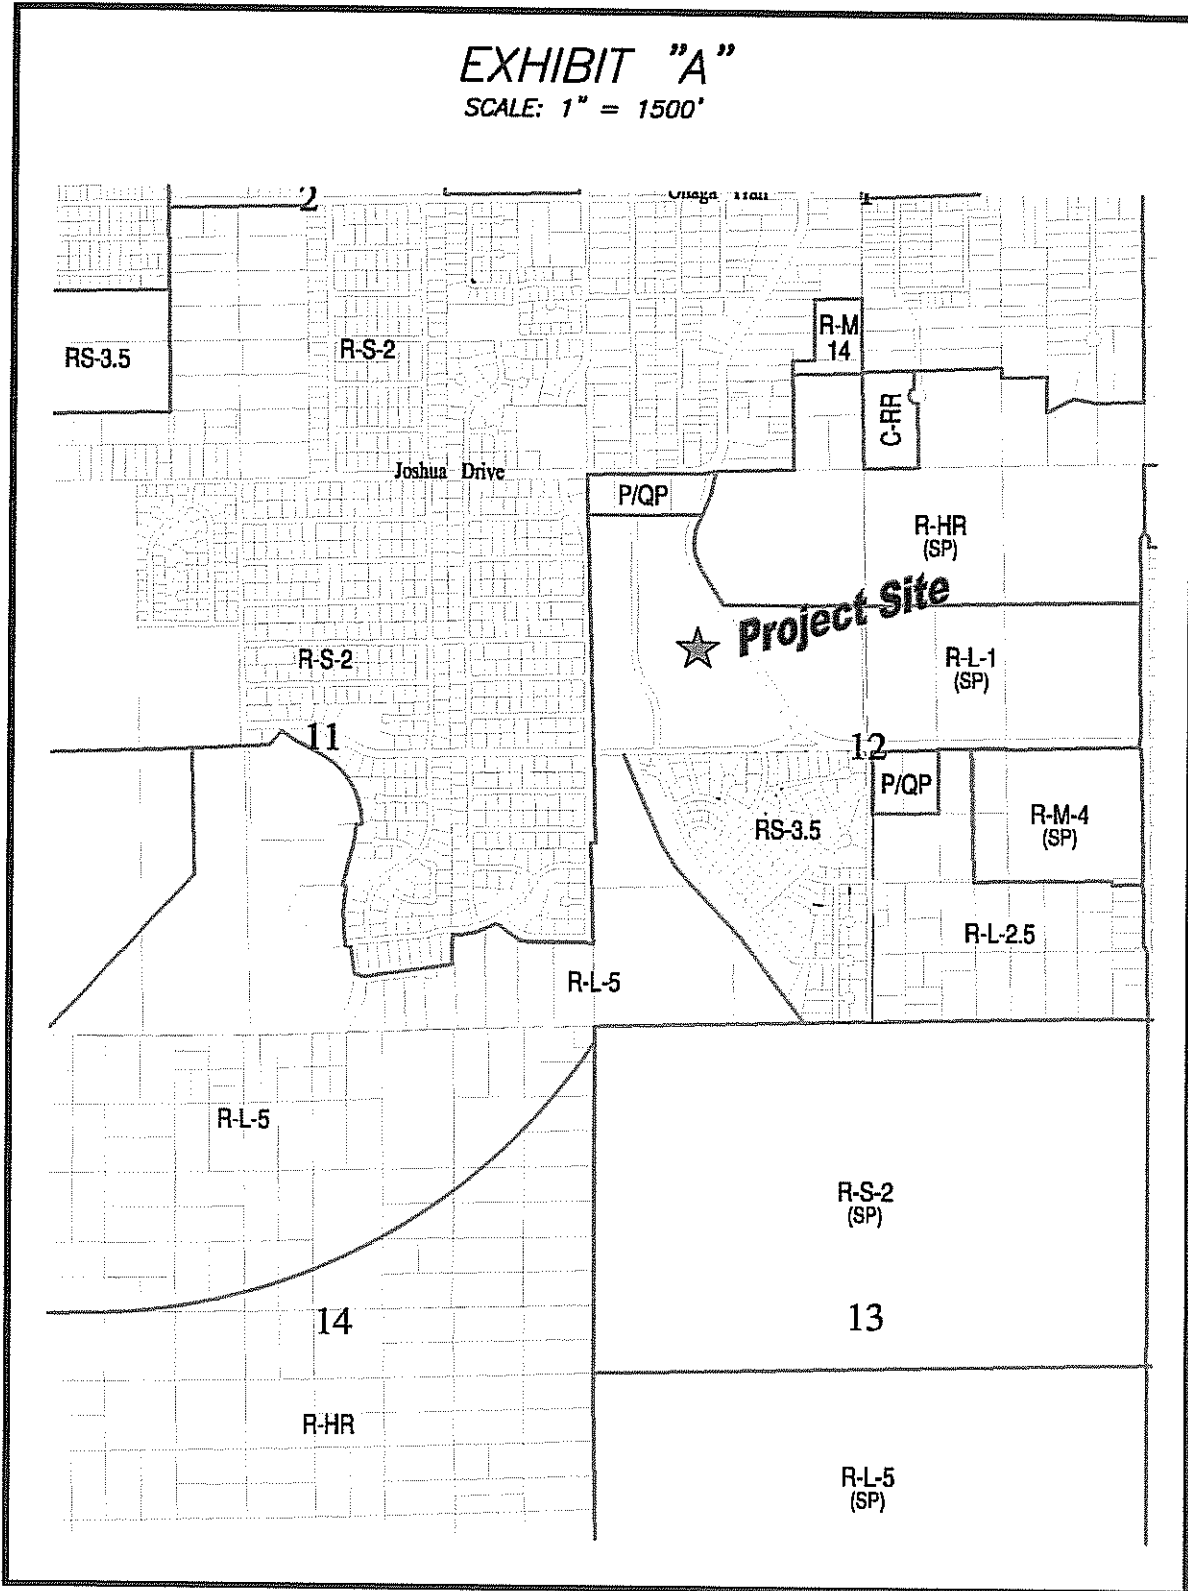 EXHIBIT "A"
SCALE: 1" = 1500'
2
Trail
RS-3.5
R-S-2
R-M
14
C-RR
Joshua Drive
P/QP
R-HR
(SP)
Project Site
R-S-2
R-L-1
(SP)
11
12
P/QP
RS-3.5
R-M-4
(SP)
R-L-2.5
R-L-5
R-L-5
R-S-2
(SP)
14
13
R-HR
R-L-5
(SP)